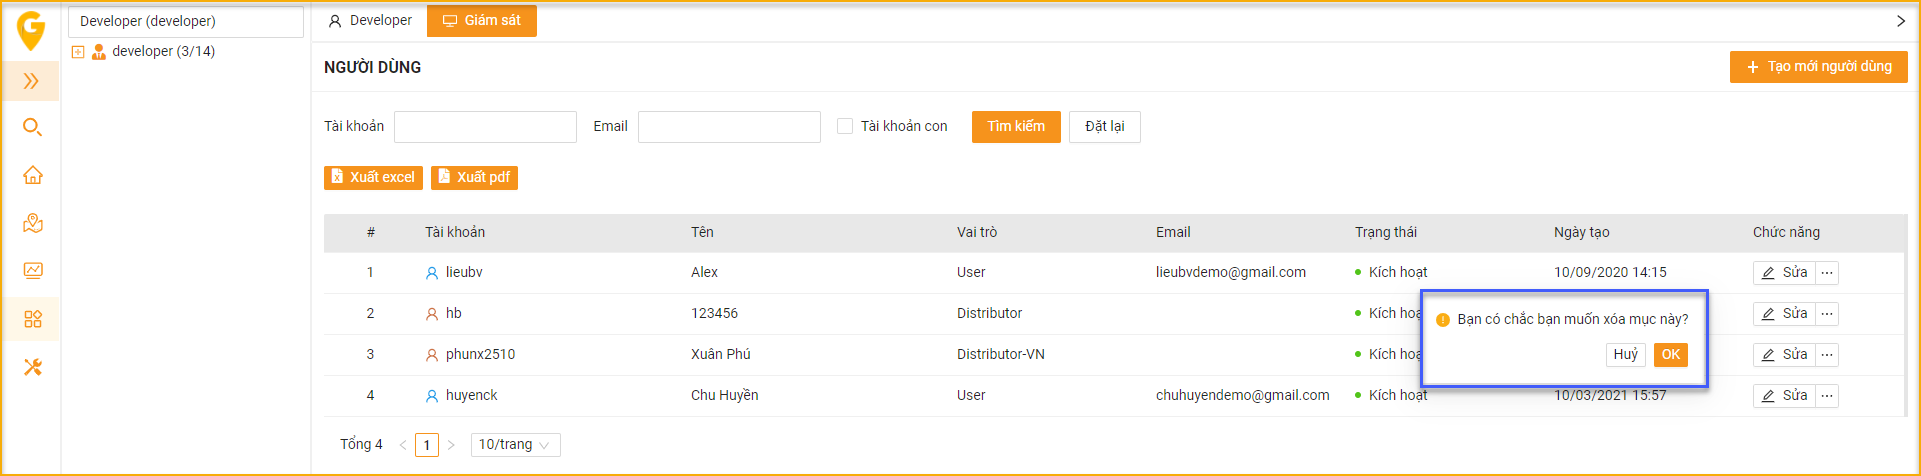 G
Developer (developer)
developer (3/14)
Developer Giám sát
NGƯỜI DÙNG
Tạo mới người dùng
Tài khoản Email Tài khoản con Tìm kiếm Đặt lại
Xuất excel Xuất pdf
# Tài khoản Tên Vai trò Email Trạng thái Ngày tạo Chức năng
1 lieubv Alex User lieubvdemo@gmail.com Kích hoạt 10/09/2020 14:15 Sửa ...
2 hb 123456 Distributor Kích hoạ Sửa ...
3 phunx2510 Xuân Phú Distributor-VN Kích hoạ Sửa ...
4 huyenck Chu Huyền User chuhuyendemo@gmail.com Kích hoạt 10/03/2021 15:57 Sửa ...
Bạn có chắc bạn muốn xóa mục này?
Huỷ OK
Tổng 4 < 1 > 10/trang